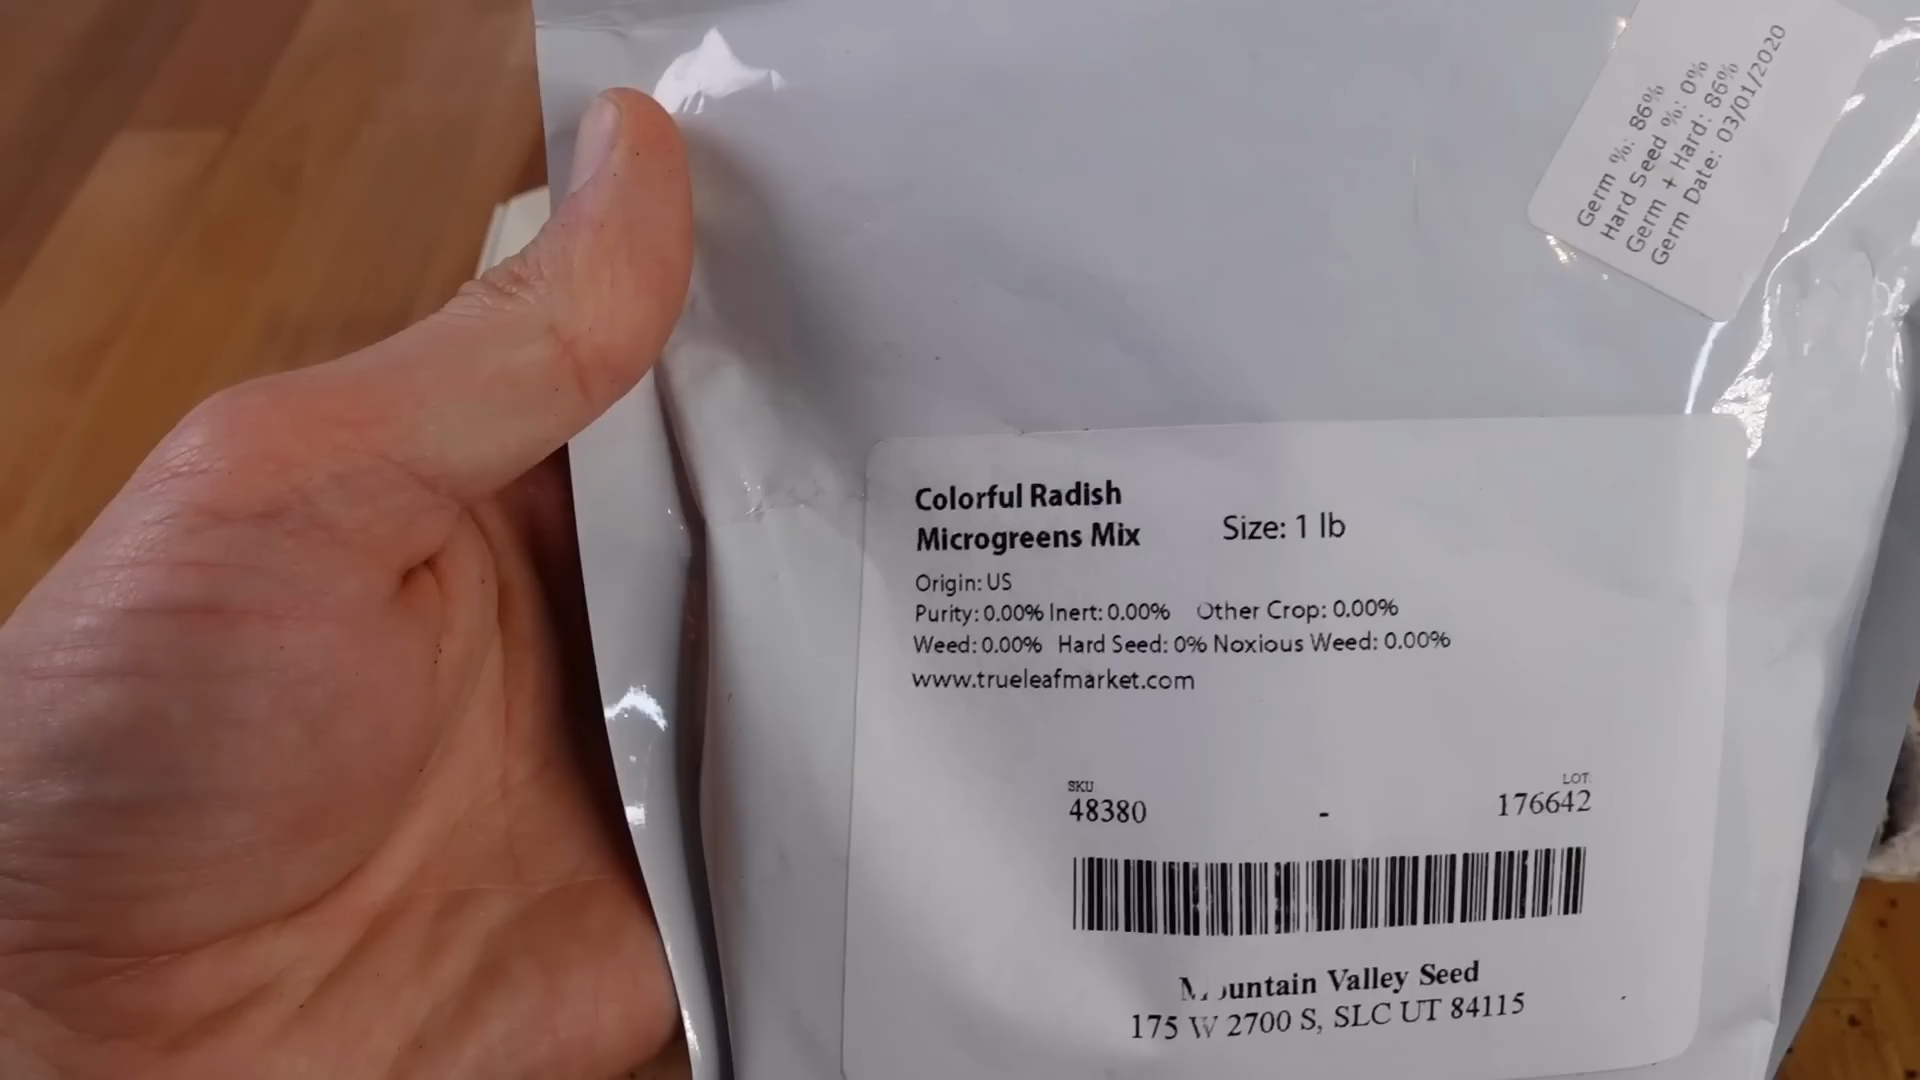 Germ %: 86%
Hard Seed %: 0%
Germ + Hard: 86%
Germ Date: 03/01/2020
Colorful Radish
Microgreens Mix
Size: 1 lb
Origin: US
Purity: 0.00% Inert: 0.00% Other Crop: 0.00%
Weed: 0.00% Hard Seed: 0% Noxious Weed: 0.00%
www.trueleafmarket.com
SKU LOT
48380 - 176642
Mountain Valley Seed
175 W 2700 S, SLC UT 84115